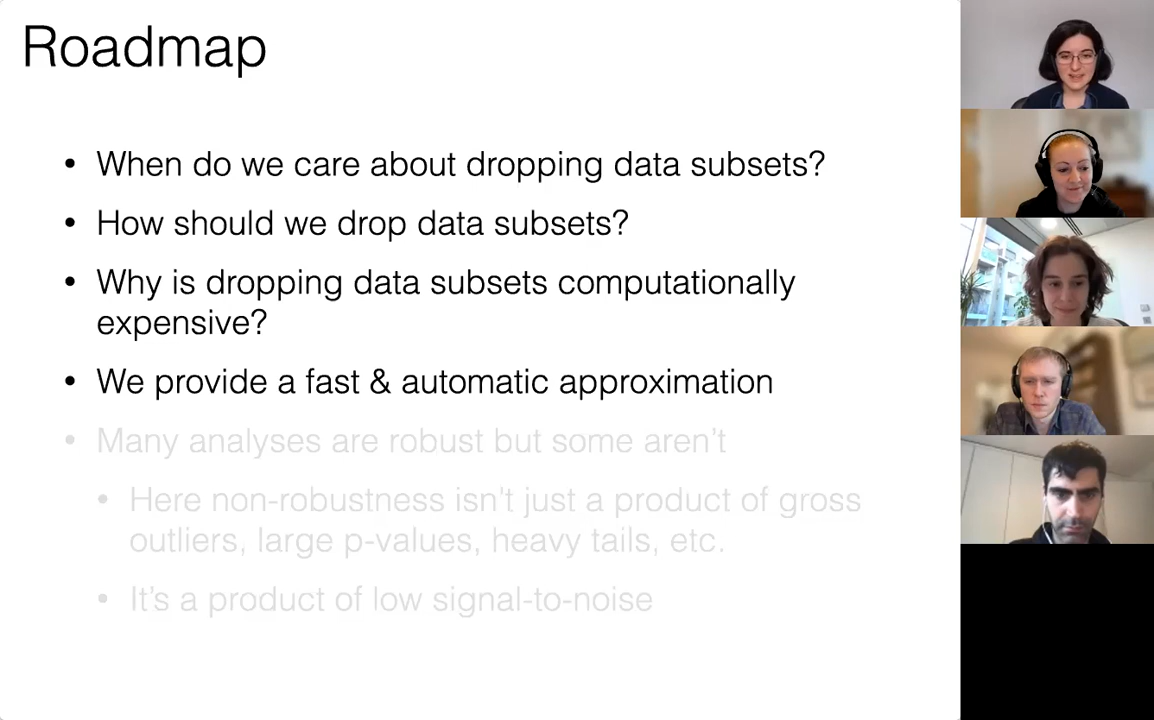 Roadmap
• When do we care about dropping data subsets?
• How should we drop data subsets?
• Why is dropping data subsets computationally
expensive?
• We provide a fast & automatic approximation
• Many analyses are robust but some aren’t
• Here non-robustness isn't just a product of gross
outliers, large p-values, heavy tails, etc.
• It’s a product of low signal-to-noise